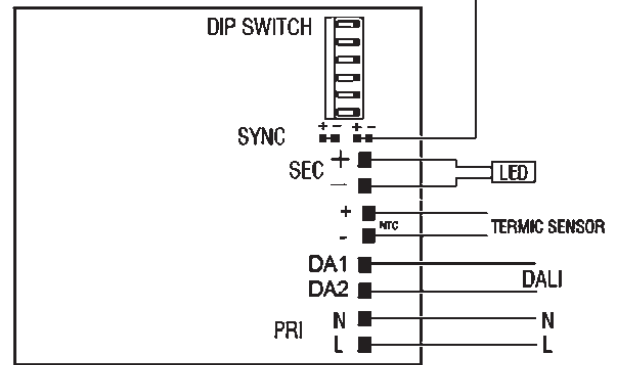 DIP SWITCH
+ - + -
SYNC
SEC + LED
-
+ NTC TERMIC SENSOR
-
DA1 DALI
DA2
PRI N N
L L